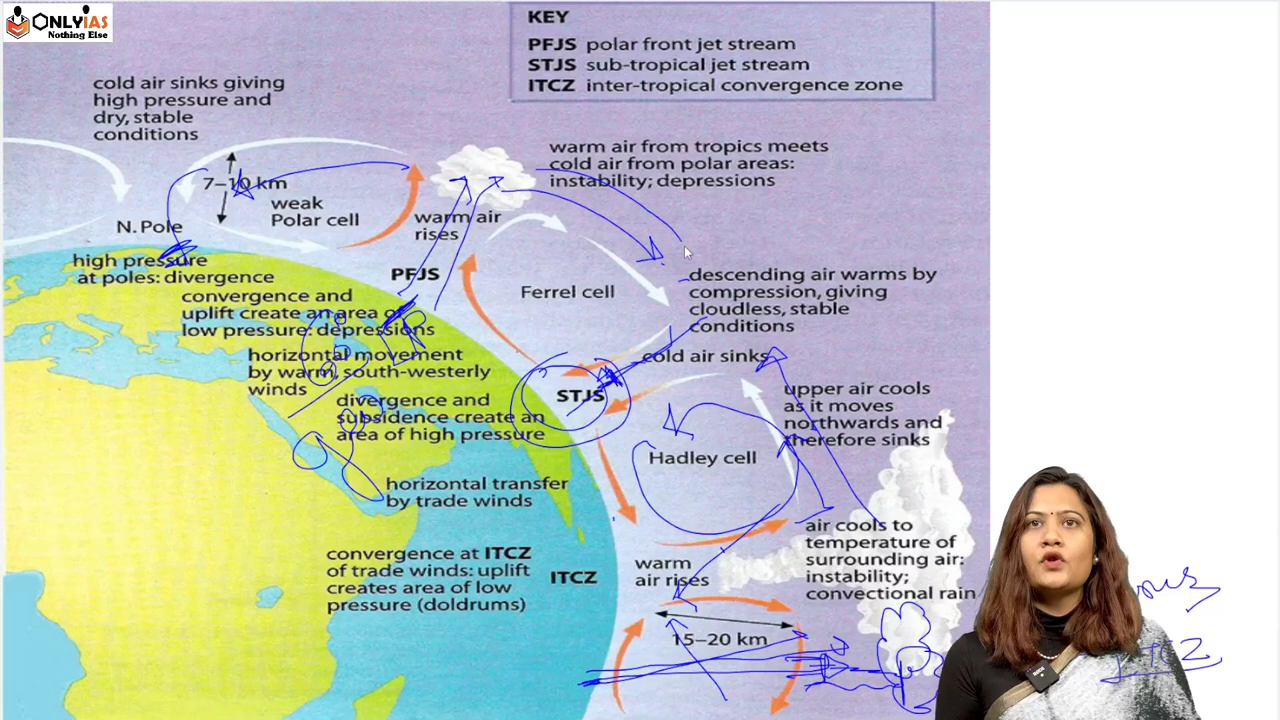 ONLYIAS
Nothing Else
KEY
PFJS polar front jet stream
STJS sub-tropical jet stream
ITCZ inter-tropical convergence zone
cold air sinks giving
high pressure and
dry, stable
conditions
warm air from tropics meets
cold air from polar areas:
instability; depressions
7–10 km
weak
Polar cell
N. Pole
warm air
rises
high pressure
at poles: divergence
PFJS
convergence and
uplift create an area of
low pressure: depressions
Ferrel cell
descending air warms by
compression, giving
cloudless, stable
conditions
horizontal movement
by warm, south-westerly
winds
cold air sinks
STJS
divergence and
subsidence create an
area of high pressure
upper air cools
as it moves
northwards and
therefore sinks
Hadley cell
horizontal transfer
by trade winds
convergence at ITCZ
of trade winds: uplift
creates area of low
pressure (doldrums)
ITCZ
warm
air rises
air cools to
temperature of
surrounding air:
instability;
convectional rain
15–20 km
ITCZ